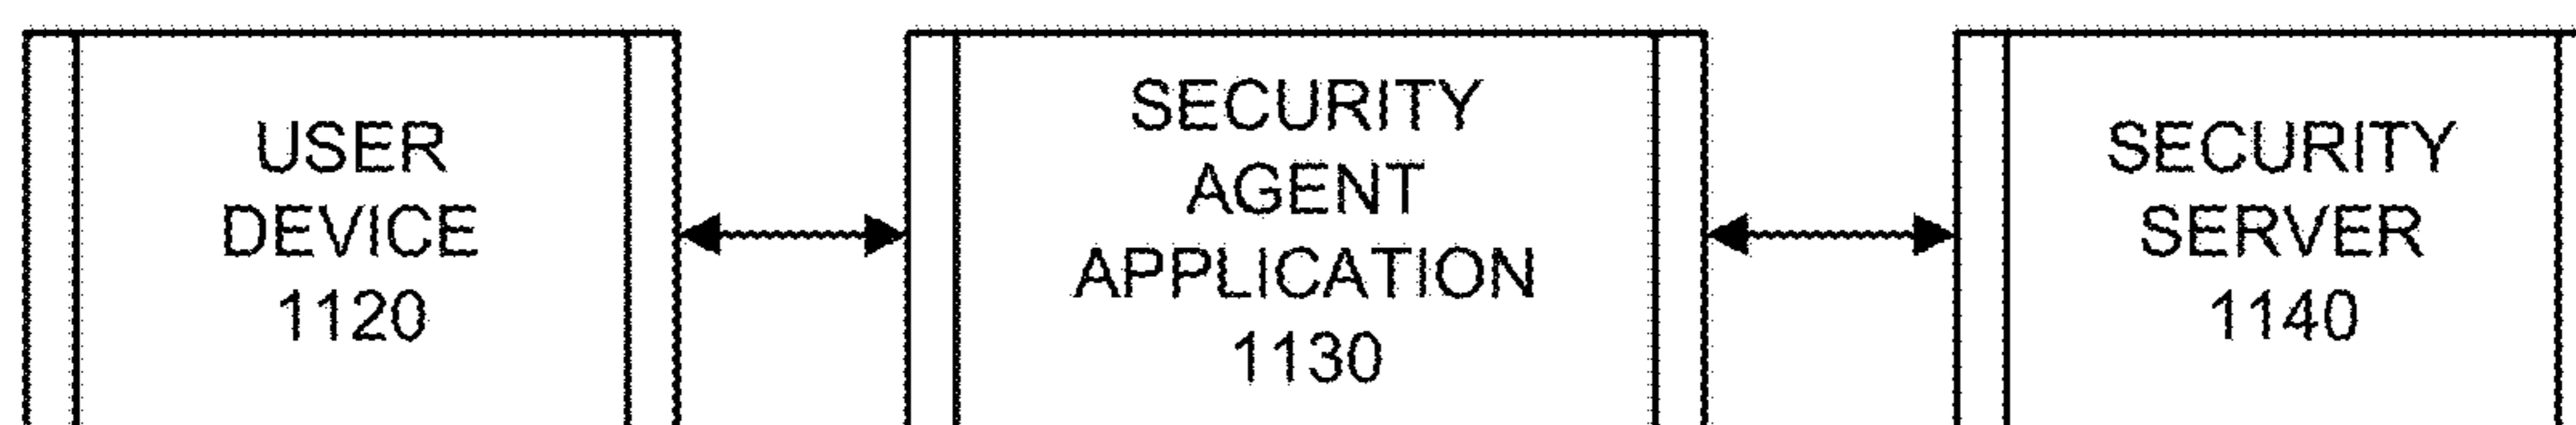 USER
DEVICE
1120
SECURITY
AGENT
APPLICATION
1130
SECURITY
SERVER
1140